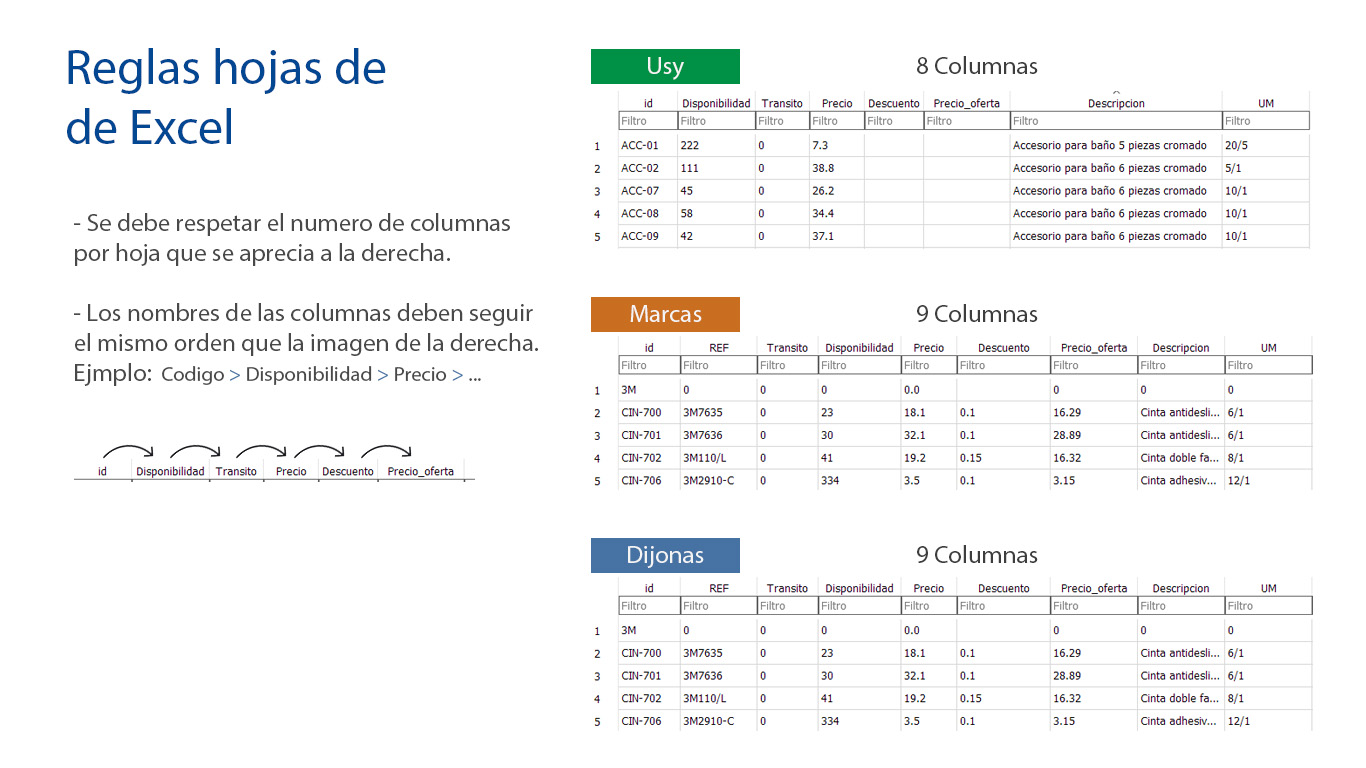 Reglas hojas de
de Excel
- Se debe respetar el numero de columnas
por hoja que se aprecia a la derecha.
- Los nombres de las columnas deben seguir
el mismo orden que la imagen de la derecha.
Ejmplo: Codigo > Disponibilidad > Precio > ...
id Disponibilidad Transito Precio Descuento Precio_oferta
Usy 8 Columnas
id Disponibilidad Transito Precio Descuento Precio_oferta Descripcion UM
Filtro Filtro Filtro Filtro Filtro Filtro Filtro Filtro
1 ACC-01 222 0 7.3 Accesorio para baño 5 piezas cromado 20/5
2 ACC-02 111 0 38.8 Accesorio para baño 6 piezas cromado 5/1
3 ACC-07 45 0 26.2 Accesorio para baño 6 piezas cromado 10/1
4 ACC-08 58 0 34.4 Accesorio para baño 6 piezas cromado 10/1
5 ACC-09 42 0 37.1 Accesorio para baño 6 piezas cromado 10/1
Marcas 9 Columnas
id REF Transito Disponibilidad Precio Descuento Precio_oferta Descripcion UM
Filtro Filtro Filtro Filtro Filtro Filtro Filtro Filtro Filtro
1 3M 0 0 0 0.0 0 0 0
2 CIN-700 3M7635 0 23 18.1 0.1 16.29 Cinta antidesli... 6/1
3 CIN-701 3M7636 0 30 32.1 0.1 28.89 Cinta antidesli... 6/1
4 CIN-702 3M110/L 0 41 19.2 0.15 16.32 Cinta doble fa... 8/1
5 CIN-706 3M2910-C 0 334 3.5 0.1 3.15 Cinta adhesiv... 12/1
Dijonas 9 Columnas
id REF Transito Disponibilidad Precio Descuento Precio_oferta Descripcion UM
Filtro Filtro Filtro Filtro Filtro Filtro Filtro Filtro Filtro
1 3M 0 0 0 0.0 0 0 0
2 CIN-700 3M7635 0 23 18.1 0.1 16.29 Cinta antidesli... 6/1
3 CIN-701 3M7636 0 30 32.1 0.1 28.89 Cinta antidesli... 6/1
4 CIN-702 3M110/L 0 41 19.2 0.15 16.32 Cinta doble fa... 8/1
5 CIN-706 3M2910-C 0 334 3.5 0.1 3.15 Cinta adhesiv... 12/1